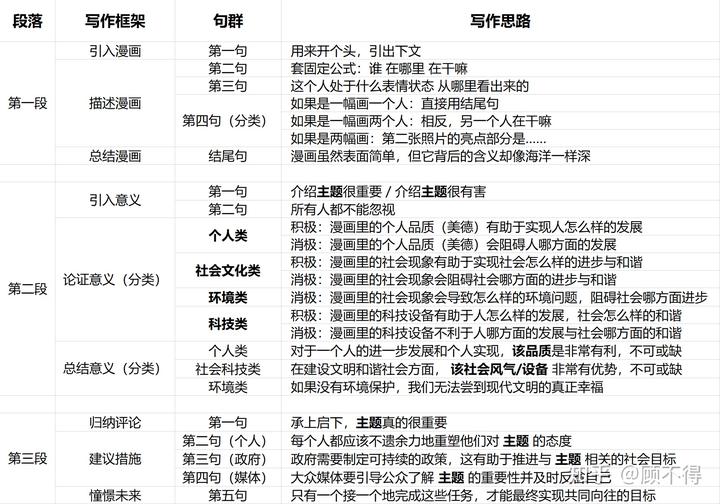 段落 写作框架 句群 写作思路
引入漫画 第一句 用来开个头，引出下文
第二句 套固定公式：谁 在哪里 在干嘛
第三句 这个人处于什么表情状态 从哪里看出来的
如果是一幅画一个人：直接用结尾句
第一段 描述漫画 第四句（分类） 如果是一幅画两个人：相反，另一个人在干嘛
如果是两幅画：第二张照片的亮点部分是......
总结漫画 结尾句 漫画虽然表面简单，但它背后的含义却像海洋一样深
引入意义 第一句 介绍主题很重要 / 介绍主题很有害
第二句 所有人都不能忽视
个人类 积极：漫画里的个人品质（美德）有助于实现人怎么样的发展
消极：漫画里的个人品质（美德）会阻碍人哪方面的发展
社会文化类 积极：漫画里的社会现象有助于实现社会怎么样的进步与和谐
第二段 论证意义（分类） 消极：漫画里的社会现象会阻碍社会哪方面的进步与和谐
环境类 消极：漫画里的社会现象会导致怎么样的环境问题，阻碍社会哪方面进步
科技类 积极：漫画里的科技设备有助于人怎么样的发展，社会怎么样的和谐
消极：漫画里的科技设备不利于人哪方面的发展与社会哪方面的和谐
总结意义（分类） 个人类 对于一个人的进一步发展和个人实现，该品质是非常有利，不可或缺
社会科技类 在建设文明和谐社会方面，该社会风气/设备 非常有优势，不可或缺
环境类 如果没有环境保护，我们无法尝到现代文明的真正幸福
归纳评论 第一句 承上启下，主题真的很重要
第二句（个人） 每个人都应该不遗余力地重塑他们对 主题 的态度
第三段 建议措施 第三句（政府） 政府需要制定可持续的政策，这有助于推进与 主题 相关的社会目标
第四句（媒体） 大众媒体要引导公众了解 主题 的重要性并及时反思自己
憧憬未来 第五句 只有一个接一个地完成这些任务，才能最终实现共同向往的目标
知乎 @顾不得